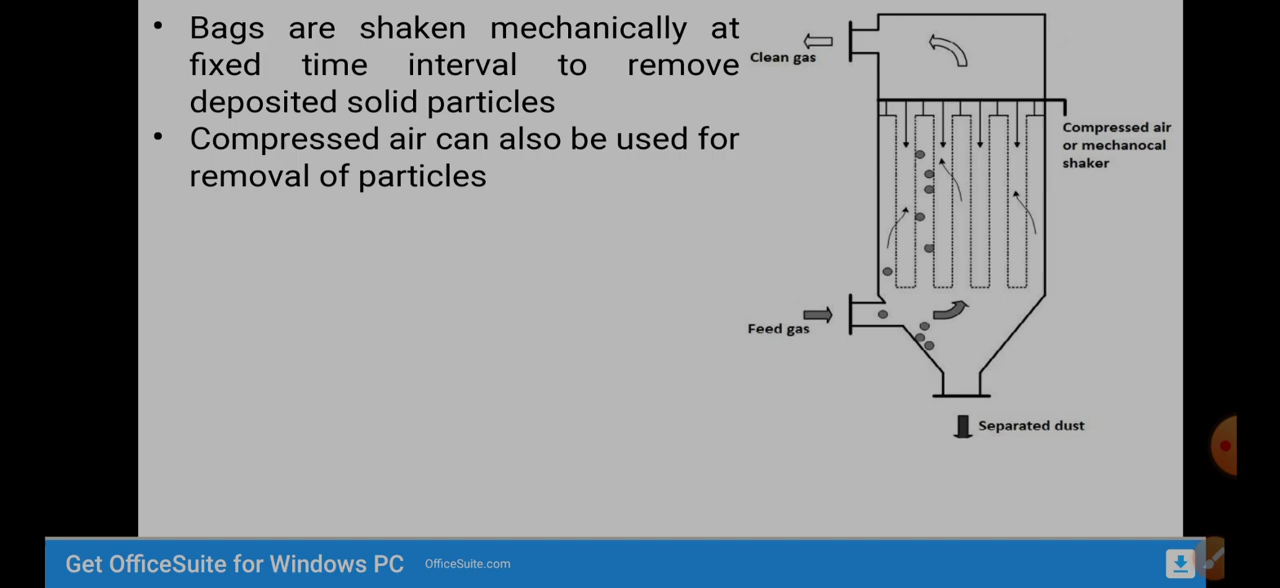 • Bags are shaken mechanically at
fixed time interval to remove
deposited solid particles
• Compressed air can also be used for
removal of particles
Clean gas
Compressed air
or mechanocal
shaker
Feed gas
Separated dust
Get OfficeSuite for Windows PC OfficeSuite.com